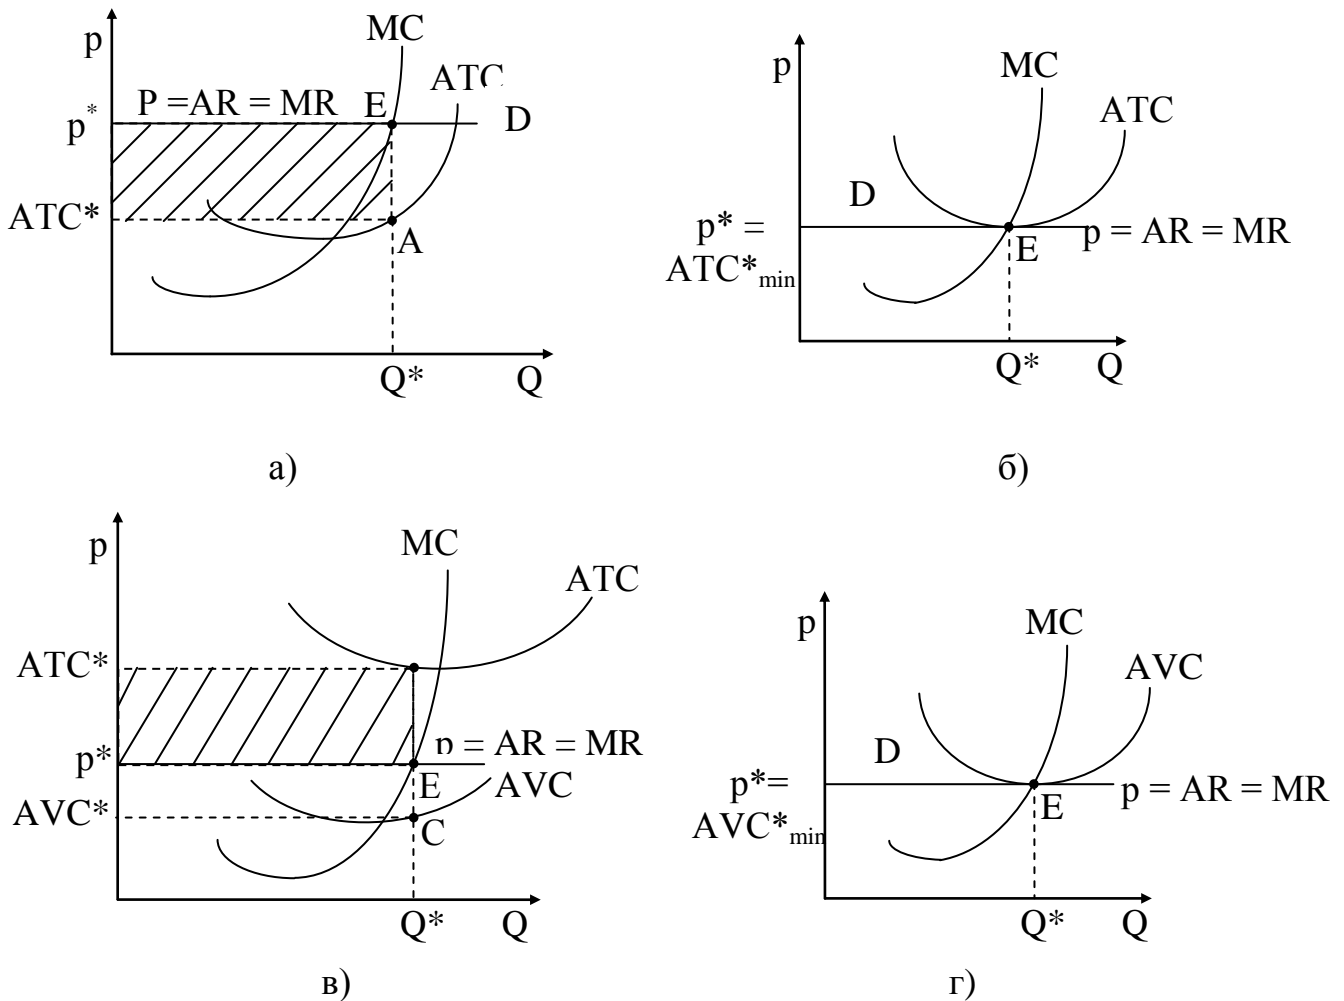 p
MC
ATC
P =AR = MR
E
D
p*
ATC*
A
Q*
Q
а)
p
MC
ATC
D
p* =
ATC*min
E
p = AR = MR
Q*
Q
б)
p
MC
ATC
ATC*
p = AR = MR
p*
E
AVC
AVC*
C
Q*
Q
в)
p
MC
AVC
D
p*=
AVC*min
E
p = AR = MR
Q*
Q
г)